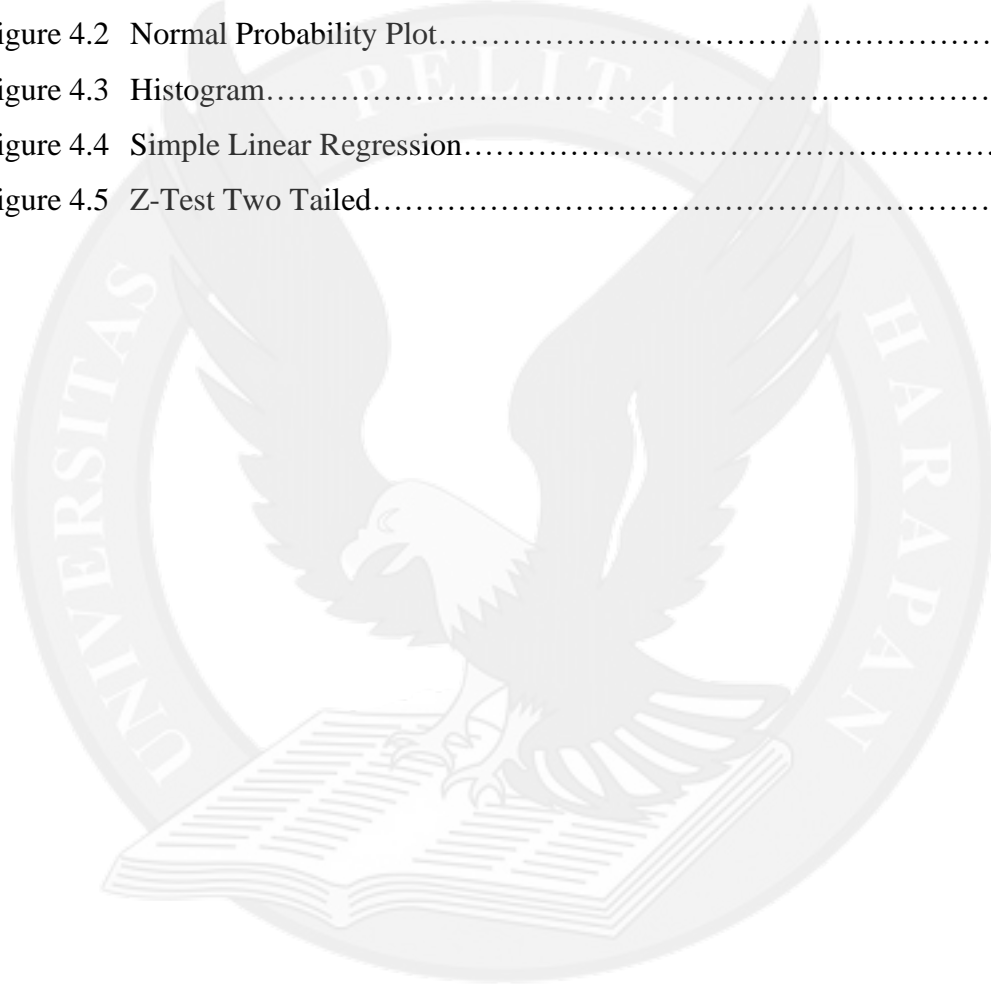 igure 4.2 Normal Probability Plot……………………………………………………
igure 4.3 Histogram……………………………………………………………………
igure 4.4 Simple Linear Regression…………………………………………………
igure 4.5 Z-Test Two Tailed…………………………………………………………
UNIVERSITAS PELITA HARAPAN